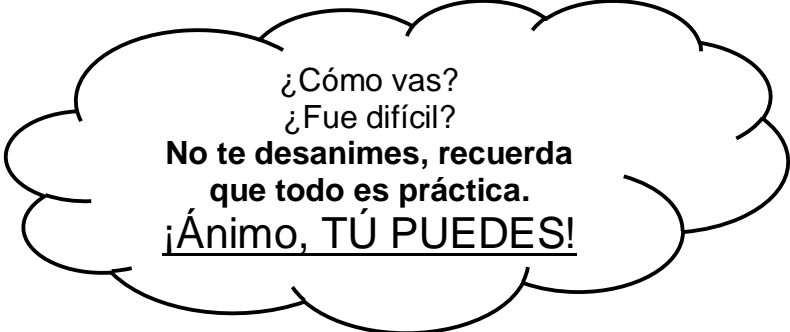 ¿Cómo vas?
¿Fue difícil?
No te desanimes, recuerda
que todo es práctica.
¡Ánimo, TÚ PUEDES!